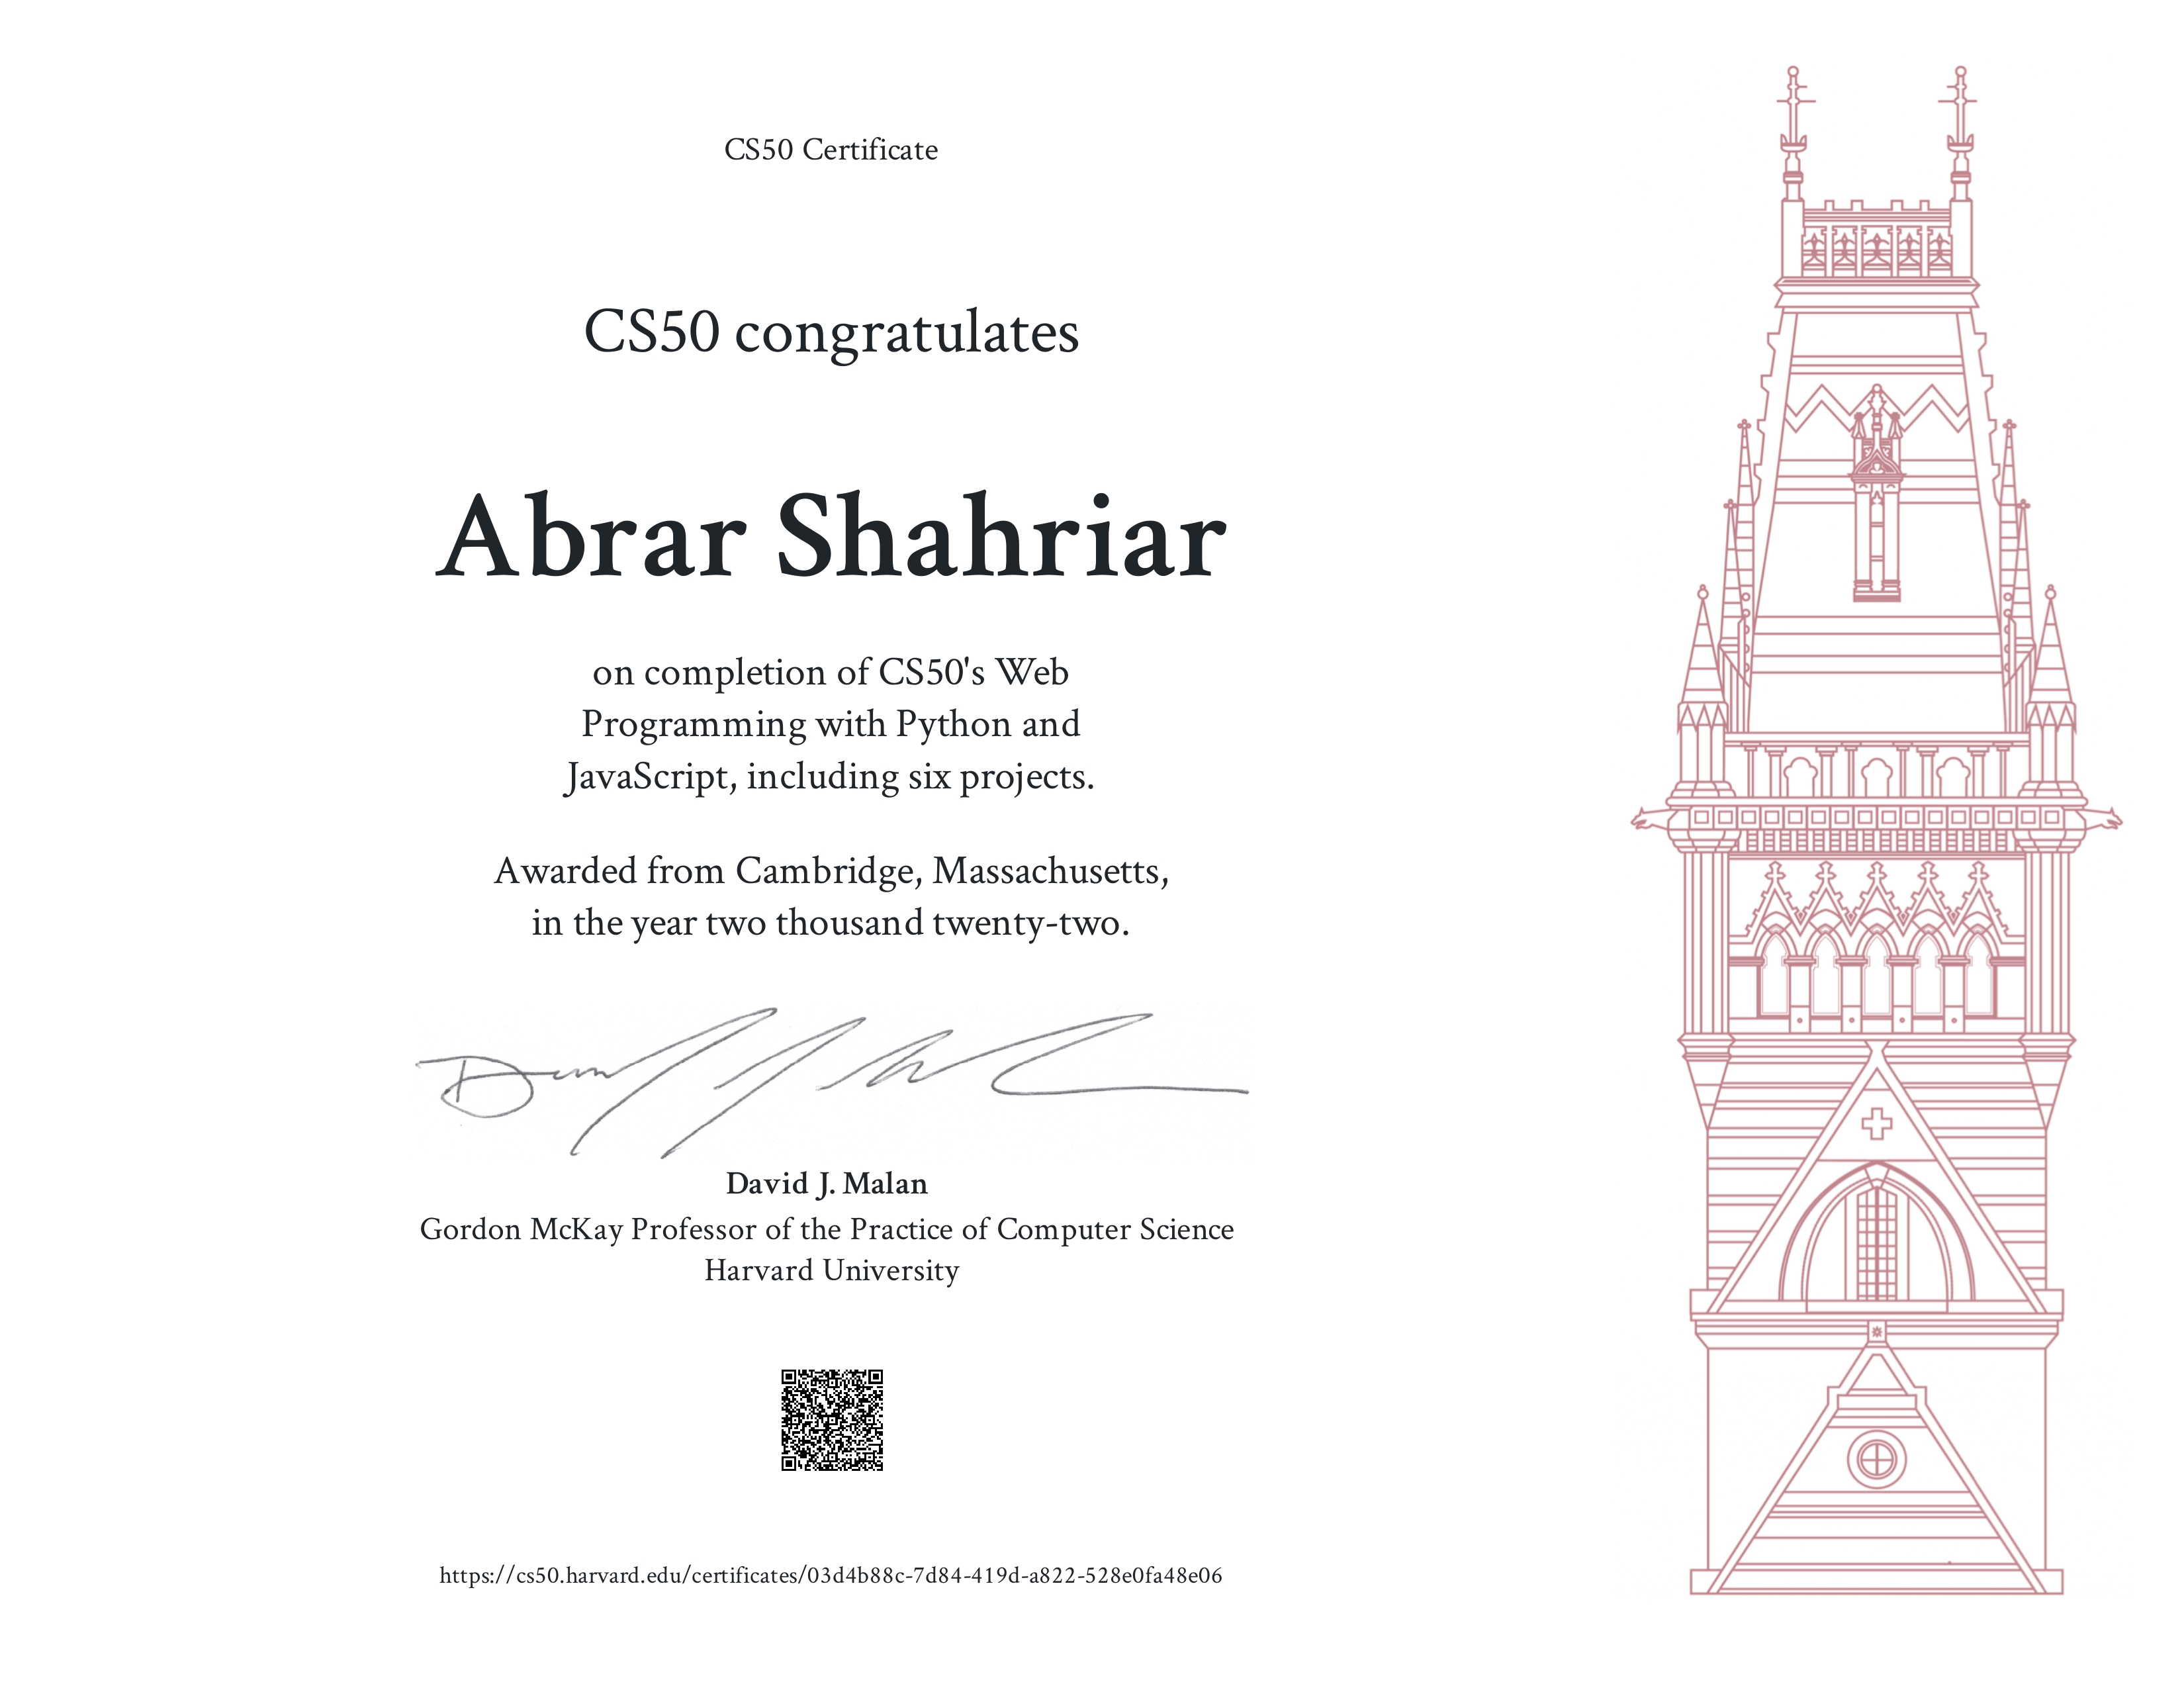 CS50 Certificate
CS50 congratulates
Abrar Shahriar
on completion of CS50's Web
Programming with Python and
JavaScript, including six projects.
Awarded from Cambridge, Massachusetts,
in the year two thousand twenty-two.
David J. Malan
Gordon McKay Professor of the Practice of Computer Science
Harvard University
https://cs50.harvard.edu/certificates/03d4b88c-7d84-419d-a822-528e0fa48e06